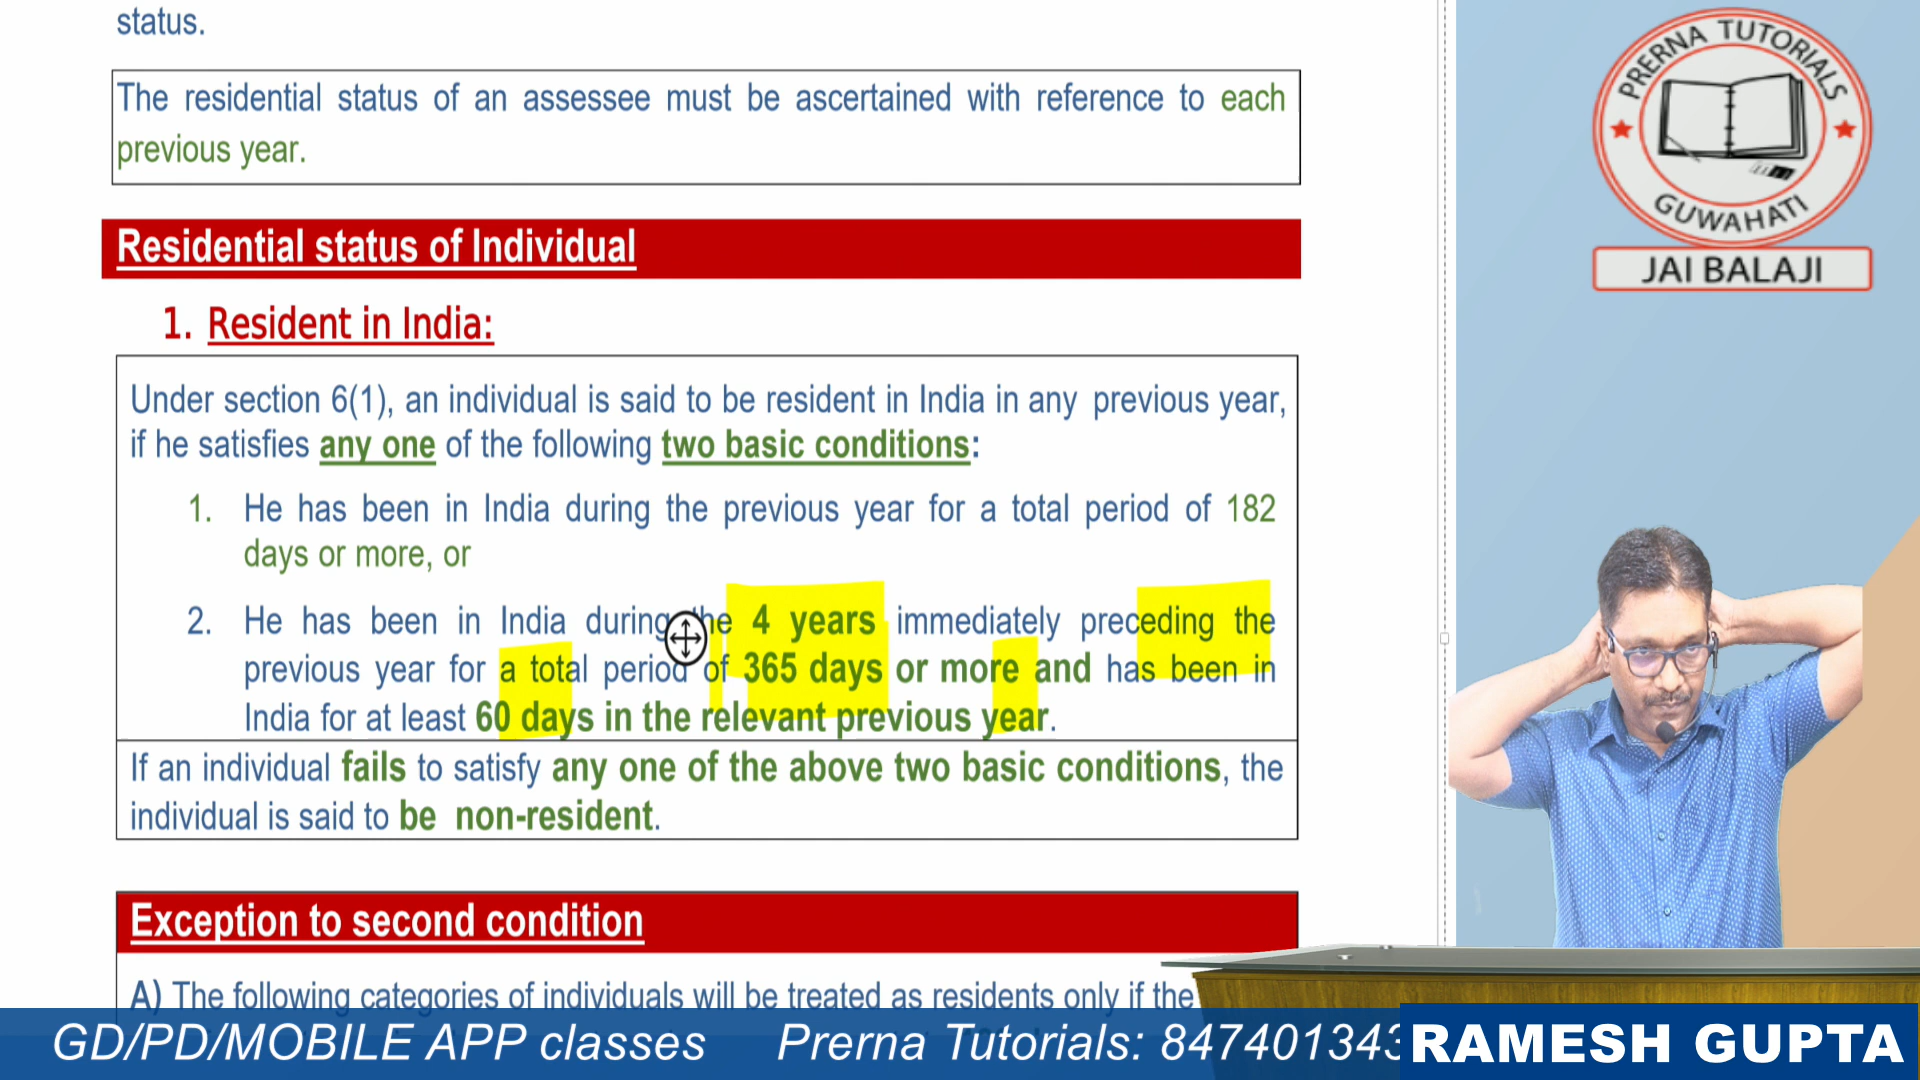 status.
The residential status of an assessee must be ascertained with reference to each
previous year.
Residential status of Individual
1. Resident in India:
Under section 6(1), an individual is said to be resident in India in any previous year,
if he satisfies any one of the following two basic conditions:
1. He has been in India during the previous year for a total period of 182
days or more, or
2. He has been in India during the 4 years immediately preceding the
previous year for a total period of 365 days or more and has been in
India for at least 60 days in the relevant previous year.
If an individual fails to satisfy any one of the above two basic conditions, the
individual is said to be non-resident.
Exception to second condition
A) The following categories of individuals will be treated as residents only if the
PRERNA TUTORIALS
GUWAHATI
JAI BALAJI
GD/PD/MOBILE APP classes Prerna Tutorials: 847401343
RAMESH GUPTA